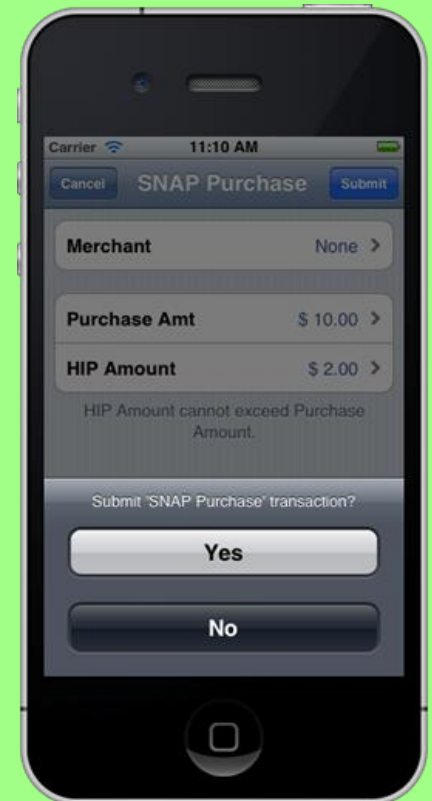 Carrier 11:10 AM
Cancel SNAP Purchase Submit
Merchant None >
Purchase Amt $ 10.00 >
HIP Amount $ 2.00 >
HIP Amount cannot exceed Purchase
Amount.
Submit 'SNAP Purchase' transaction?
Yes
No